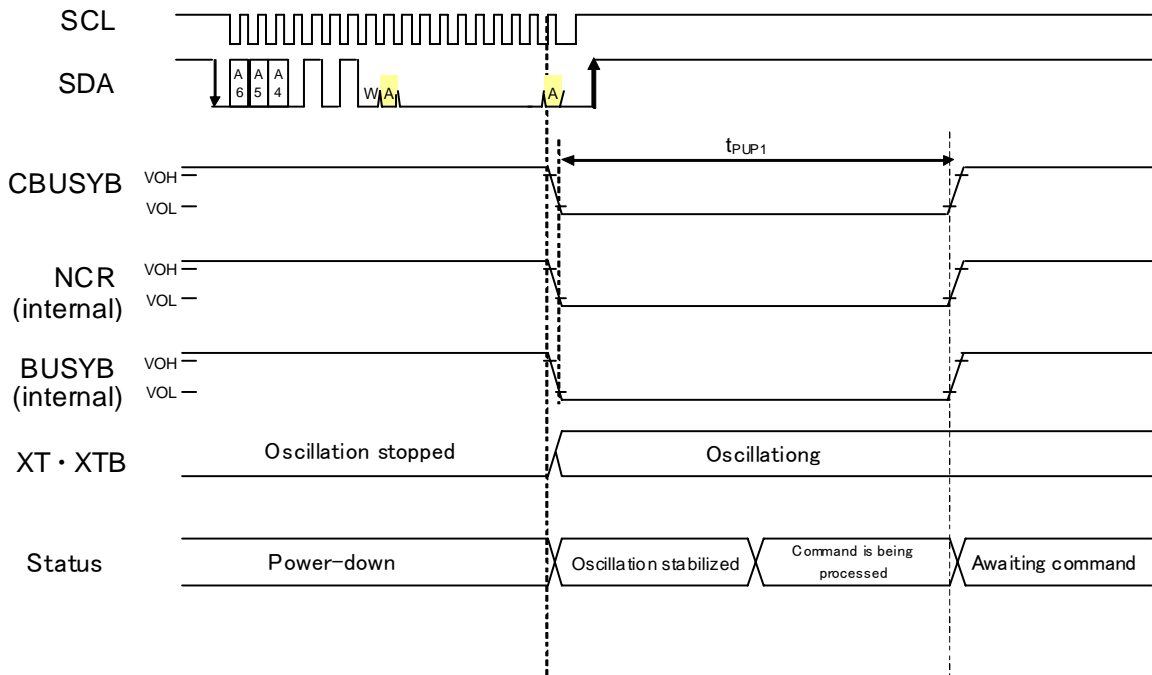 SCL
SDA
A
6
A
5
A
4
W
A
A
tPUP1
CBUSYB
VOH
VOL
NCR
(internal)
VOH
VOL
BUSYB
(internal)
VOH
VOL
XT・XTB
Oscillation stopped
Oscillationg
Status
Power-down
Oscillation stabilized
Command is being
processed
Awaiting command